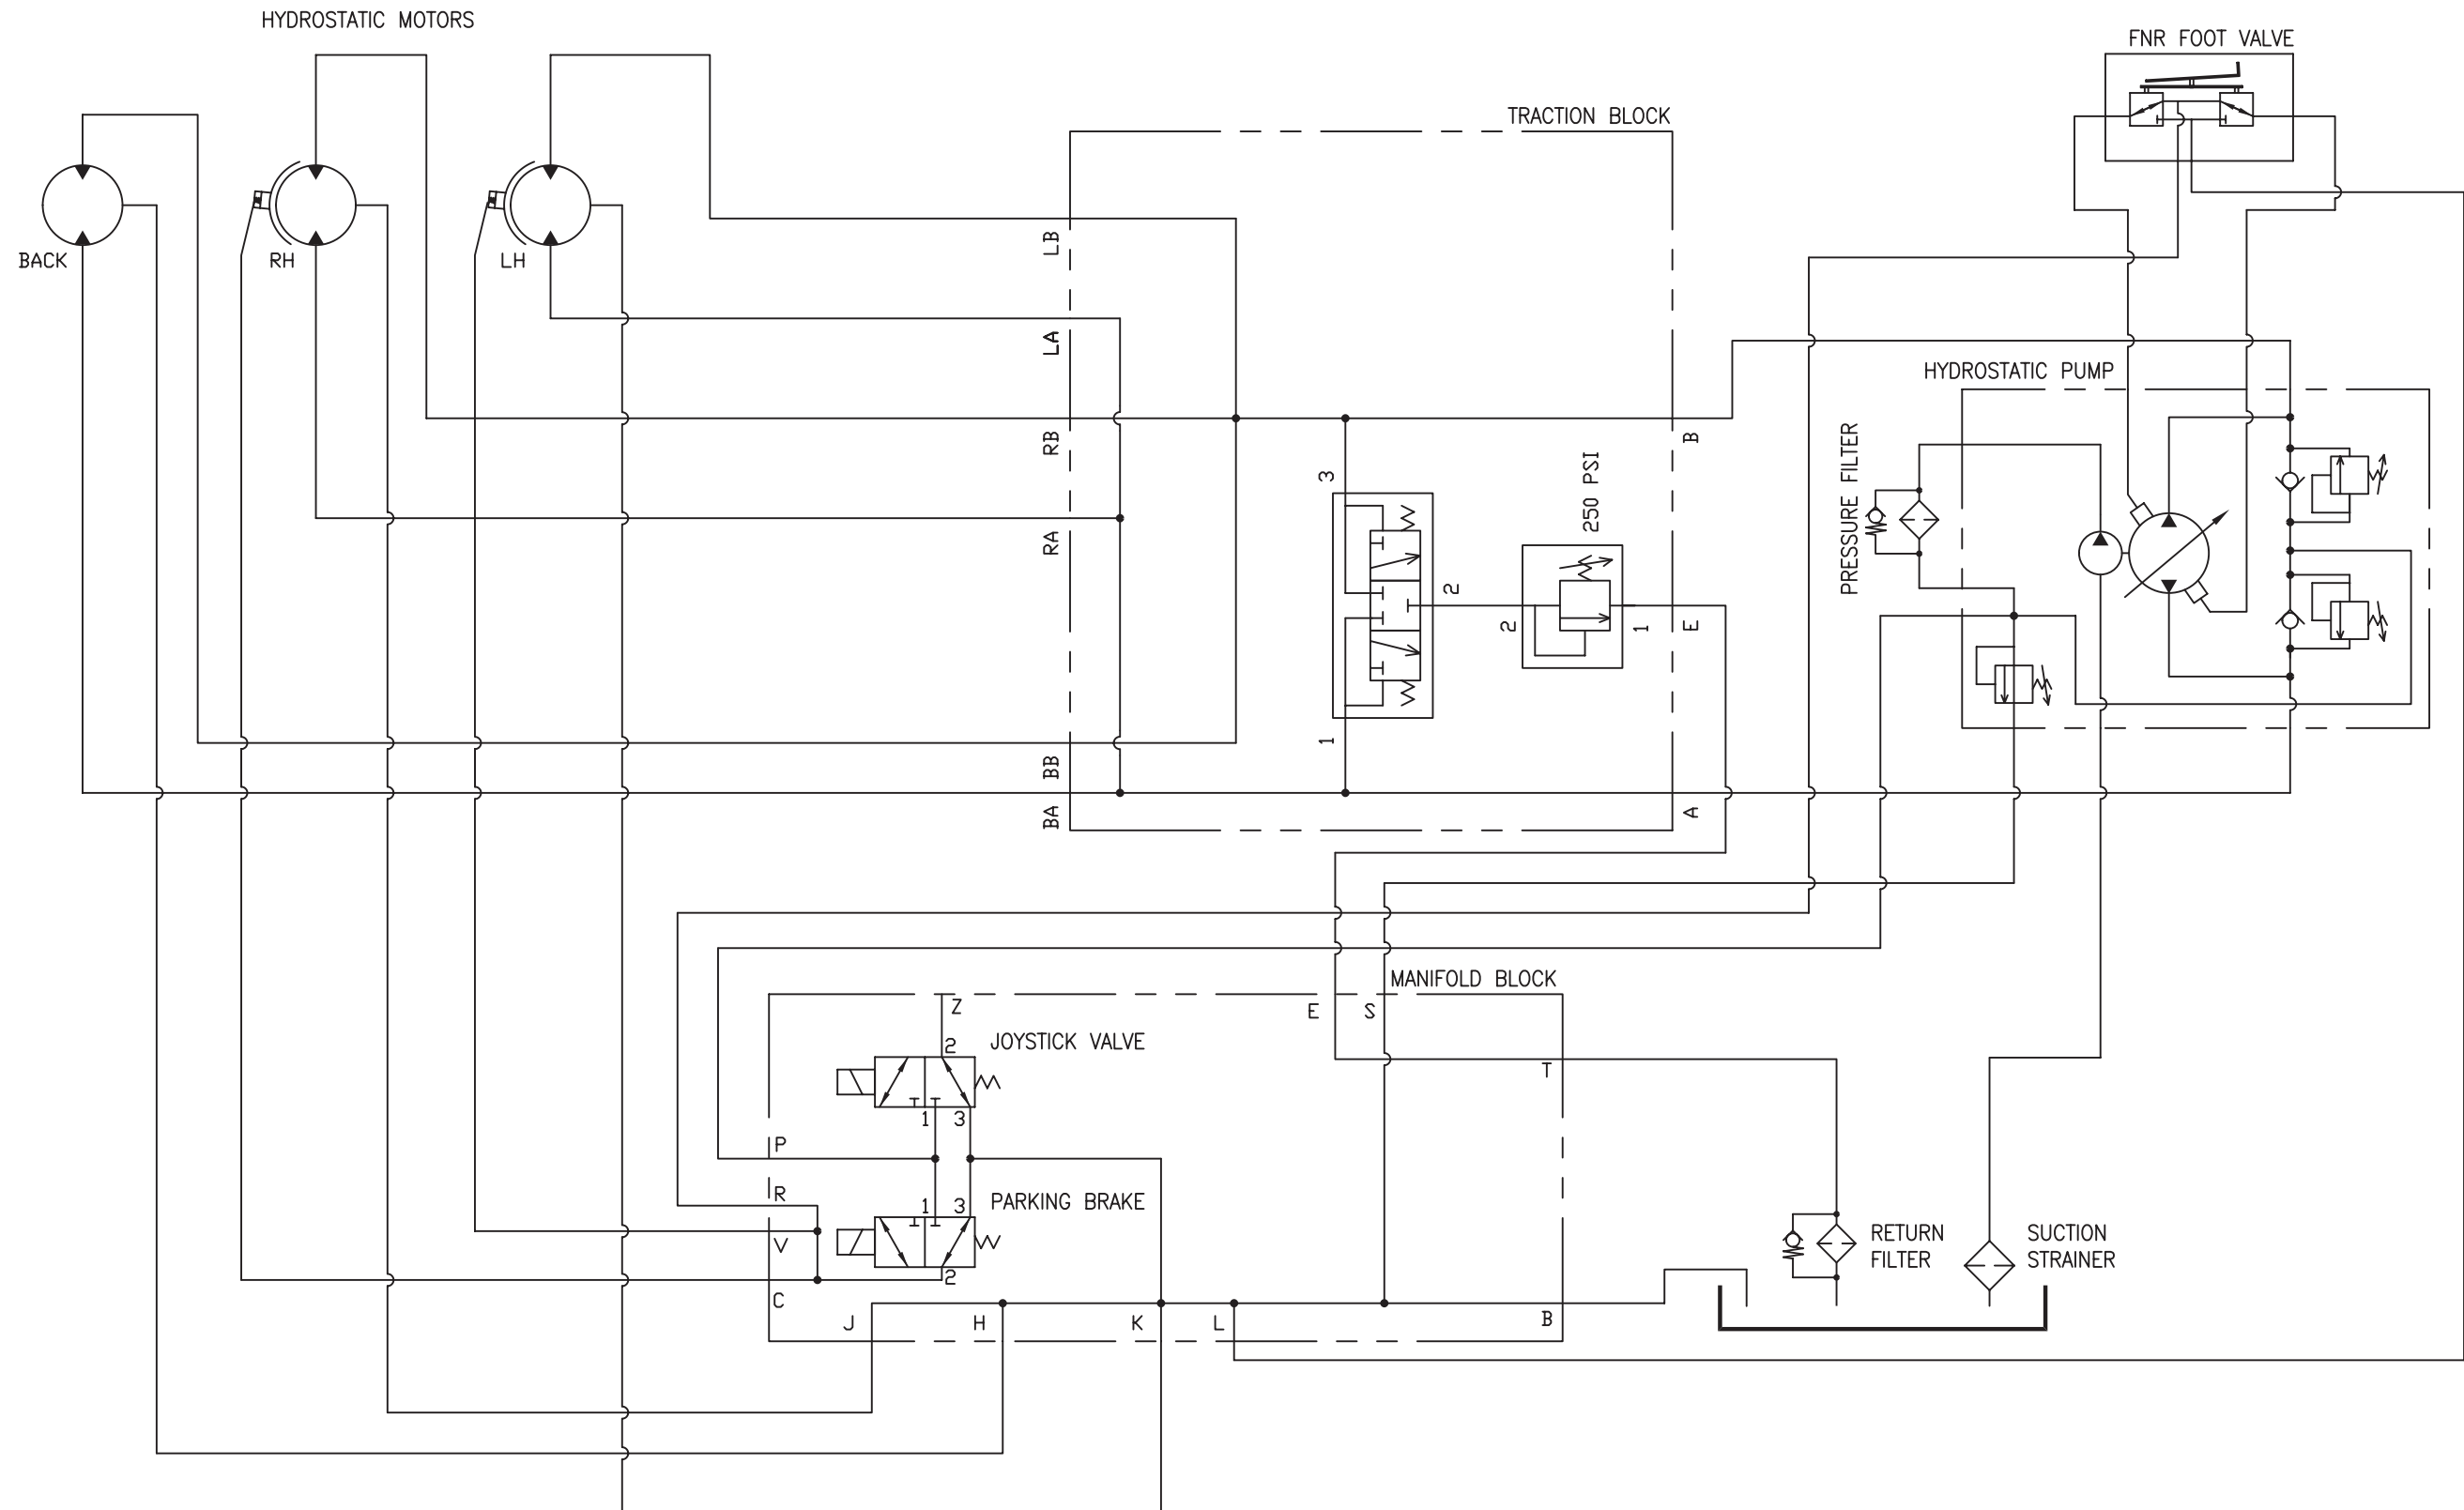 HYDROSTATIC MOTORS
FNR FOOT VALVE
TRACTION BLOCK
BACK
RH
LH
LB
LA
RB
RA
BB
BA
B
E
A
3
2
1
250 PSI
2
1
HYDROSTATIC PUMP
PRESSURE FILTER
MANIFOLD BLOCK
Z
E
S
JOYSTICK VALVE
2
1
3
T
P
R
PARKING BRAKE
1
3
V
2
C
J
H
K
L
B
RETURN
FILTER
SUCTION
STRAINER